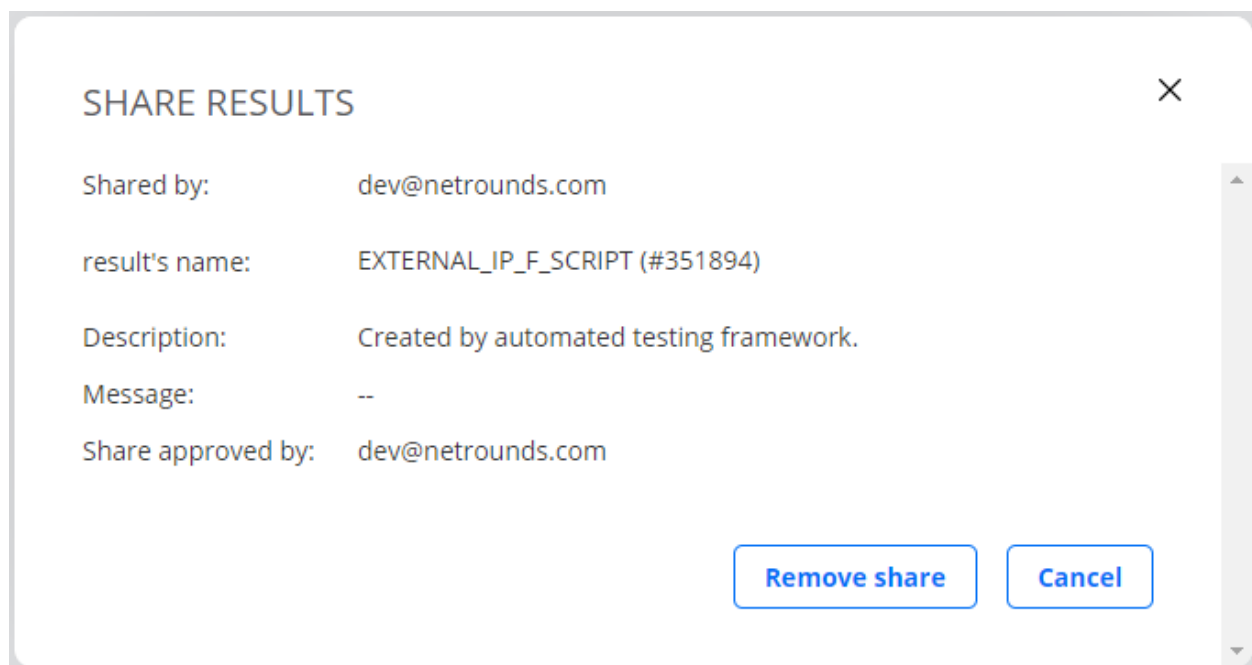 SHARE RESULTS
Shared by: dev@netrounds.com
result's name: EXTERNAL_IP_F_SCRIPT (#351894)
Description: Created by automated testing framework.
Message: --
Share approved by: dev@netrounds.com
Remove share Cancel